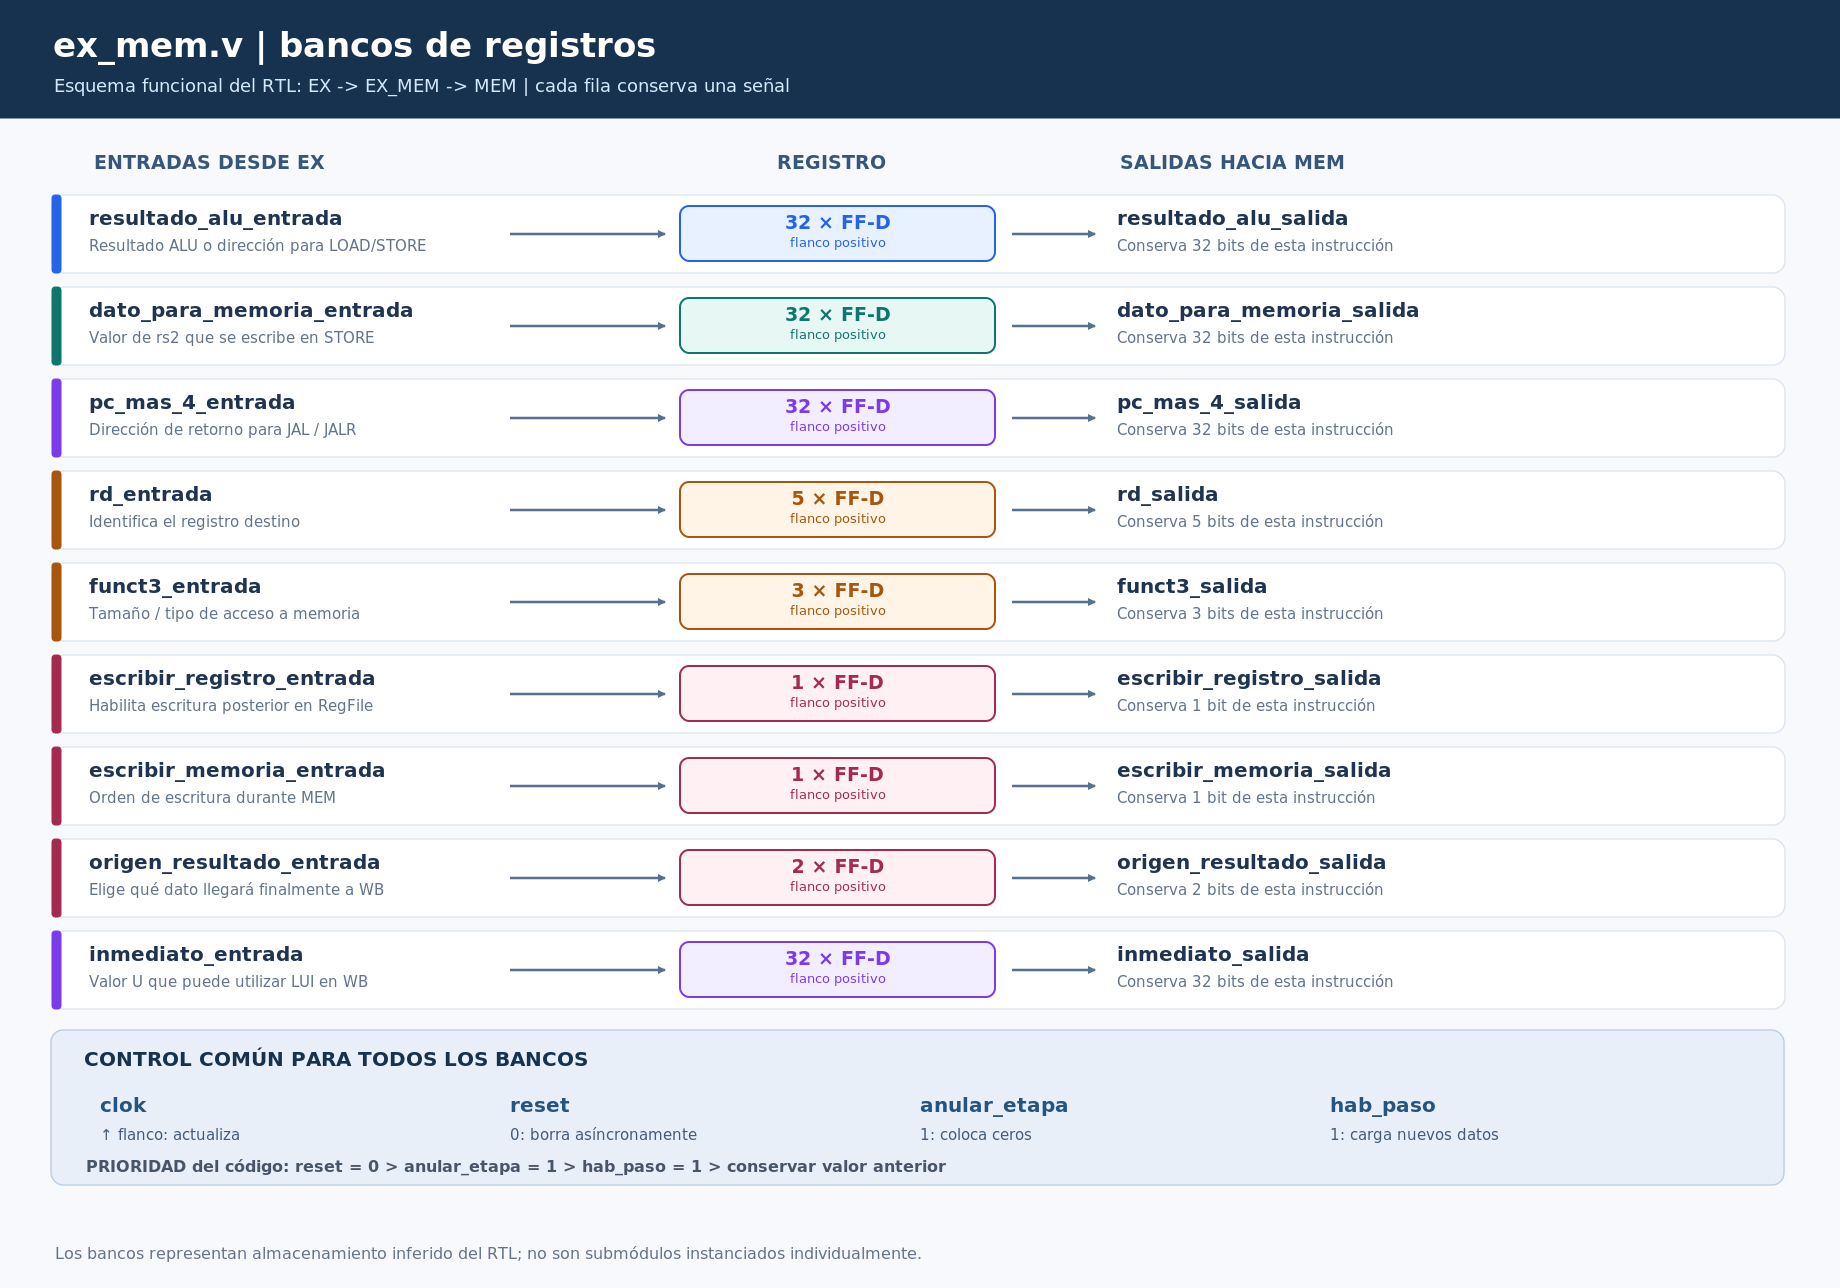 ex_mem.v | bancos de registros
Esquema funcional del RTL: EX -> EX_MEM -> MEM | cada fila conserva una señal
ENTRADAS DESDE EX
REGISTRO
SALIDAS HACIA MEM
resultado_alu_entrada
Resultado ALU o dirección para LOAD/STORE
32 × FF-D
flanco positivo
resultado_alu_salida
Conserva 32 bits de esta instrucción
dato_para_memoria_entrada
Valor de rs2 que se escribe en STORE
32 × FF-D
flanco positivo
dato_para_memoria_salida
Conserva 32 bits de esta instrucción
pc_mas_4_entrada
Dirección de retorno para JAL / JALR
32 × FF-D
flanco positivo
pc_mas_4_salida
Conserva 32 bits de esta instrucción
rd_entrada
Identifica el registro destino
5 × FF-D
flanco positivo
rd_salida
Conserva 5 bits de esta instrucción
funct3_entrada
Tamaño / tipo de acceso a memoria
3 × FF-D
flanco positivo
funct3_salida
Conserva 3 bits de esta instrucción
escribir_registro_entrada
Habilita escritura posterior en RegFile
1 × FF-D
flanco positivo
escribir_registro_salida
Conserva 1 bit de esta instrucción
escribir_memoria_entrada
Orden de escritura durante MEM
1 × FF-D
flanco positivo
escribir_memoria_salida
Conserva 1 bit de esta instrucción
origen_resultado_entrada
Elige qué dato llegará finalmente a WB
2 × FF-D
flanco positivo
origen_resultado_salida
Conserva 2 bits de esta instrucción
inmediato_entrada
Valor U que puede utilizar LUI en WB
32 × FF-D
flanco positivo
inmediato_salida
Conserva 32 bits de esta instrucción
CONTROL COMÚN PARA TODOS LOS BANCOS
clok
↑ flanco: actualiza
reset
0: borra asíncronamente
anular_etapa
1: coloca ceros
hab_paso
1: carga nuevos datos
PRIORIDAD del código: reset = 0 > anular_etapa = 1 > hab_paso = 1 > conservar valor anterior
Los bancos representan almacenamiento inferido del RTL; no son submódulos instanciados individualmente.